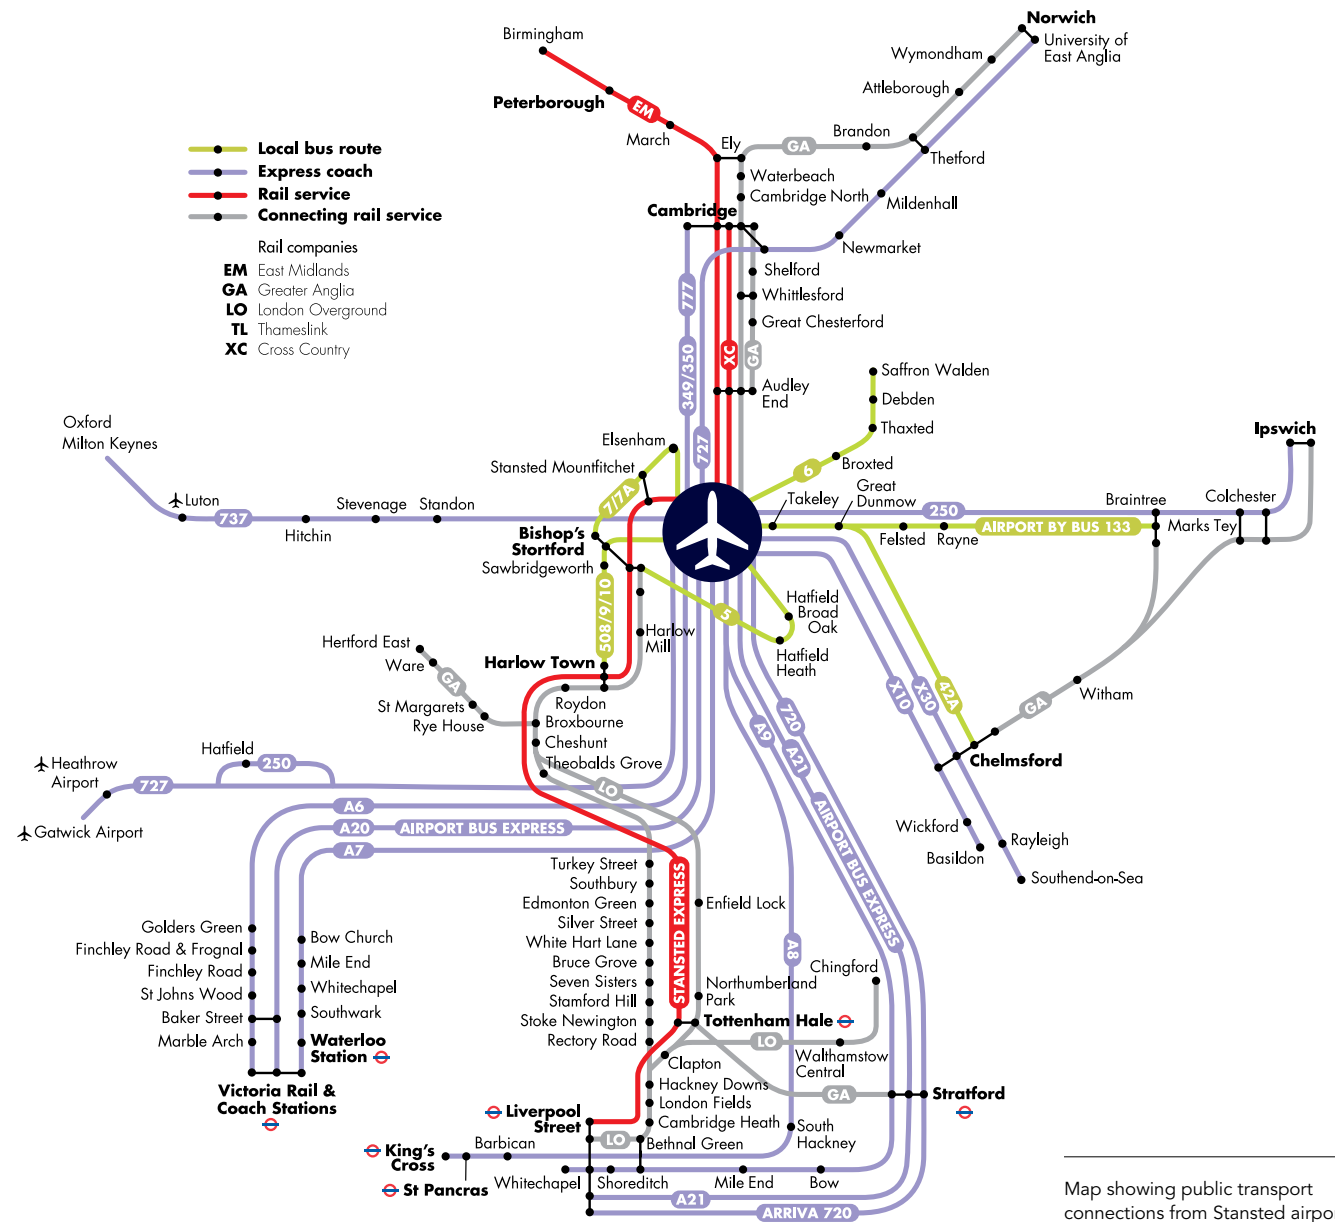 Birmingham
Peterborough
EM
March
Norwich
University of
East Anglia
Wymondham
Attleborough
Brandon
GA
Ely
Thetford
Waterbeach
Cambridge North
Mildenhall
Cambridge
Newmarket
Local bus route
Express coach
Rail service
Connecting rail service
Rail companies
EM East Midlands
GA Greater Anglia
LO London Overground
TL Thameslink
XC Cross Country
Shelford
Whittlesford
Great Chesterford
777
349/350
727
XC
GA
Audley
End
Saffron Walden
Debden
Thaxted
Broxted
6
Oxford
Milton Keynes
Luton
737
Hitchin
Stevenage
Standon
Elsenham
Stansted Mountfitchet
7/7A
Bishop's
Stortford
Sawbridgeworth
508/9/10
Takeley
Great
Dunmow
250
Felsted
Rayne
AIRPORT BY BUS 133
Braintree
Colchester
Marks Tey
Ipswich
Hatfield
Broad
Oak
5
Hatfield
Heath
Harlow
Mill
Harlow Town
Hertford East
Ware
GA
St Margarets
Rye House
Roydon
Broxbourne
Cheshunt
Theobalds Grove
LO
X10
X30
42A
GA
Witham
Chelmsford
Wickford
Basildon
Rayleigh
Southend-on-Sea
Heathrow
Airport
Hatfield
250
727
Gatwick Airport
A6
A20
AIRPORT BUS EXPRESS
A7
A9
720
A21
AIRPORT BUS EXPRESS
A8
Turkey Street
Southbury
Edmonton Green
Silver Street
White Hart Lane
Bruce Grove
Seven Sisters
Stamford Hill
Stoke Newington
Rectory Road
STANSTED EXPRESS
Enfield Lock
Northumberland
Park
Tottenham Hale
Chingford
LO
Walthamstow
Central
Clapton
Hackney Downs
London Fields
Cambridge Heath
GA
Stratford
Golders Green
Finchley Road & Frognal
Finchley Road
St Johns Wood
Baker Street
Marble Arch
Bow Church
Mile End
Whitechapel
Southwark
Waterloo
Station
Victoria Rail &
Coach Stations
Liverpool
Street
LO
Bethnal Green
South
Hackney
King's
Cross
Barbican
St Pancras
Whitechapel
Shoreditch
Mile End
Bow
A21
ARRIVA 720
Map showing public transport
connections from Stansted